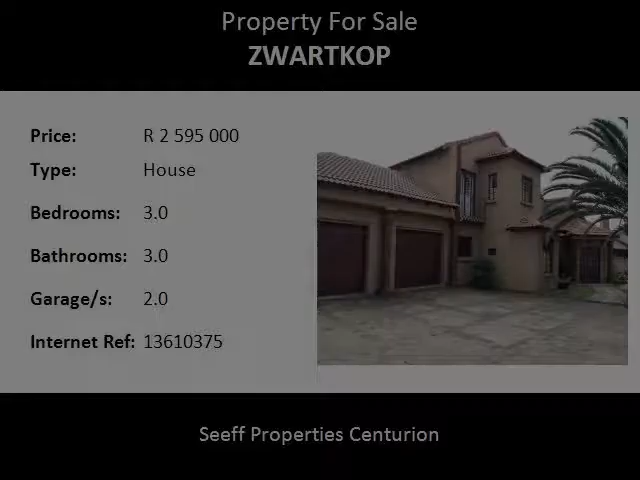 Property For Sale
ZWARTKOP
Price: R 2 595 000
Type: House
Bedrooms: 3.0
Bathrooms: 3.0
Garage/s: 2.0
Internet Ref: 13610375
Seeff Properties Centurion